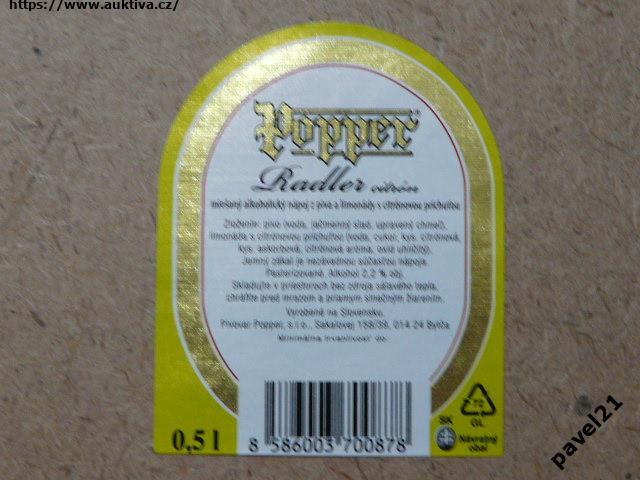 https://www.auktiva.cz/
Popper
Radler citrón
miešaný alkoholický nápoj z piva a limonády s citrónovou príchuťou
Zloženie: pivo (voda, jačmenný slad, upravený chmeľ),
limonáda s citrónovou príchuťou (voda, cukor, kys. citrónová,
kys. askorbová, citrónová aróma, oxid uhličitý).
Jemný zákal je nezávadnou súčasťou nápoja.
Pasterizované. Alkohol 2,2 % obj.
Skladujte v priestoroch bez zdroja sálavého tepla,
chráňte pred mrazom a priamym slnečným žiarením.
Vyrobené na Slovensku.
Pivovar Popper, s.r.o., Sakalovej 158/39, 014 24 Bytča
Minimálna trvanlivosť do:
0,5 l
8 586003 700878
72
GL
SK
Návratný
obal
pavel21